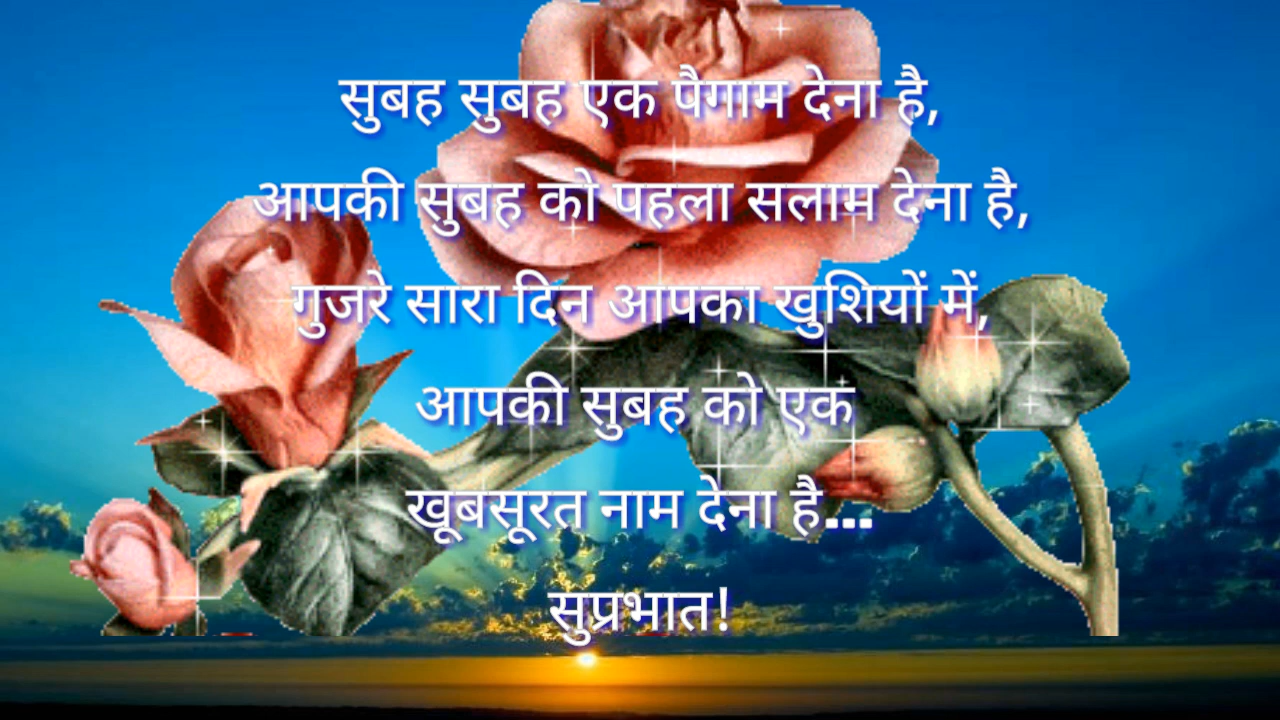 सुबह सुबह एक पैगाम देना है,
आपकी सुबह को पहला सलाम देना है,
गुजरे सारा दिन आपका खुशियों में,
आपकी सुबह को एक
खूबसूरत नाम देना है...
सुप्रभात!